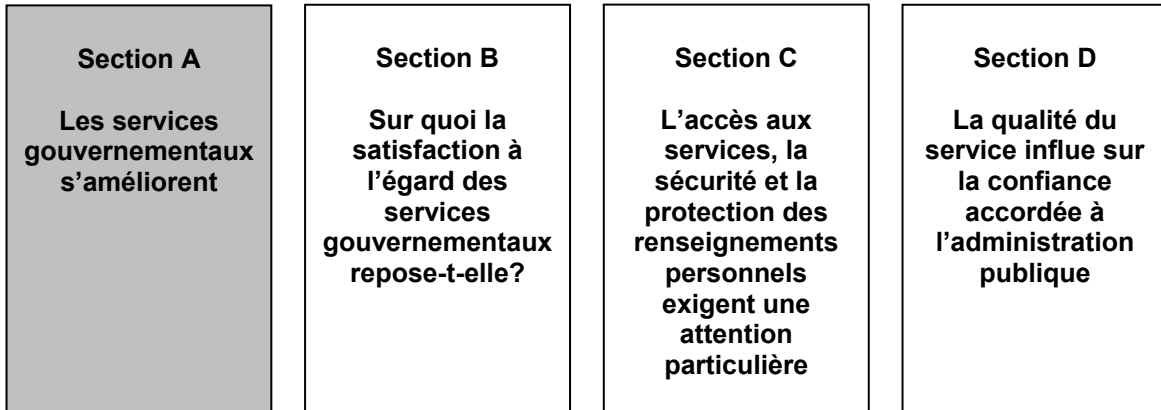 Section A
Les services
gouvernementaux
s'améliorent
Section B
Sur quoi la
satisfaction à
l'égard des
services
gouvernementaux
repose-t-elle?
Section C
L'accès aux
services, la
sécurité et la
protection des
renseignements
personnels
exigent une
attention
particulière
Section D
La qualité du
service influe sur
la confiance
accordée à
l'administration
publique